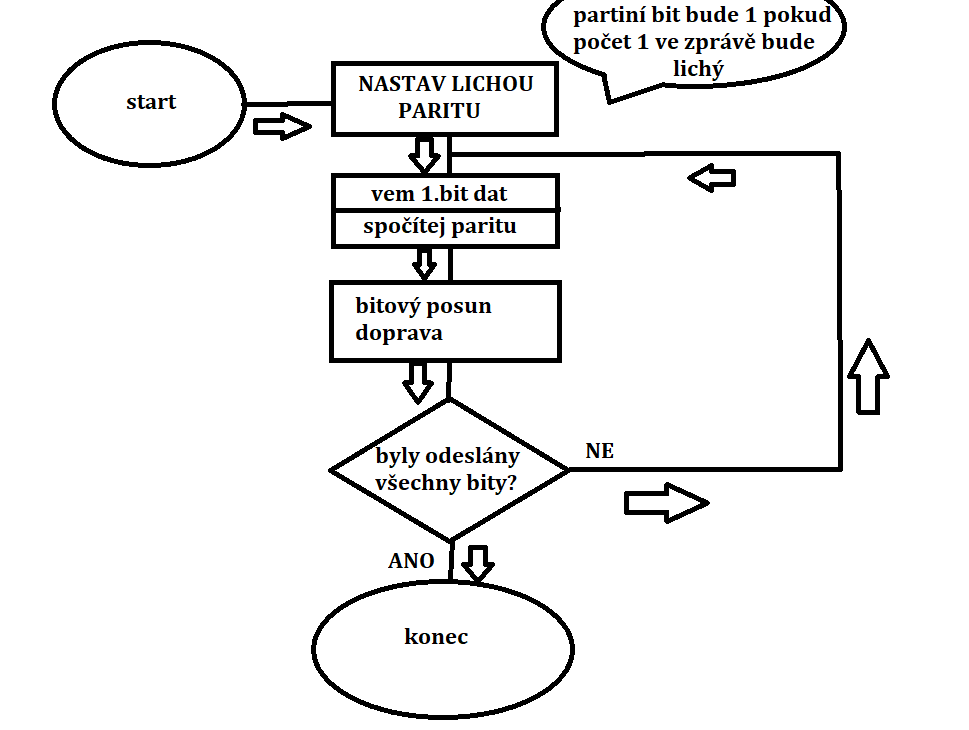 partiní bit bude 1 pokud
počet 1 ve zprávě bude
lichý
start
NASTAV LICHOU
PARITU
vem 1.bit dat
spočítej paritu
bitový posun
doprava
byly odeslány
všechny bity?
NE
ANO
konec